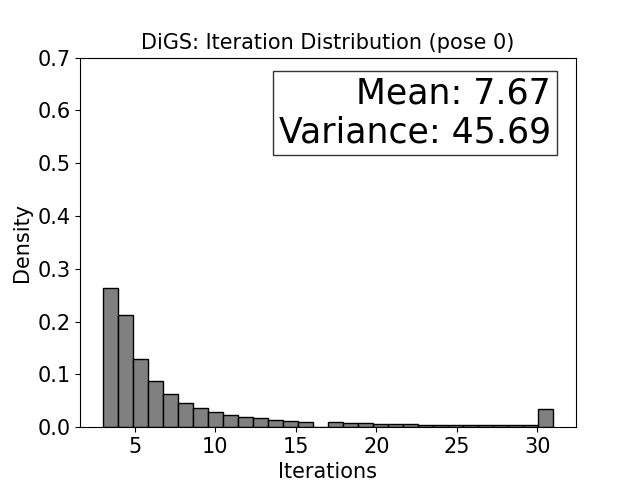 DiGS: Iteration Distribution (pose 0)
Mean: 7.67
Variance: 45.69
Density
0.7
0.6
0.5
0.4
0.3
0.2
0.1
0.0
5 10 15 20 25 30
Iterations